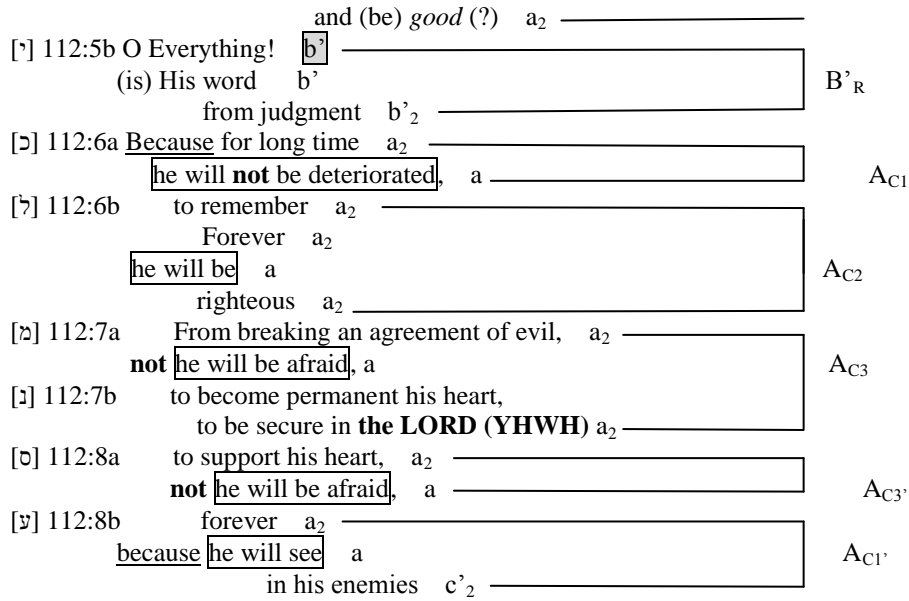 and (be) good (?) a2
[י] 112:5b O Everything! b’
(is) His word b’
B’R
from judgment b’2
[כ] 112:6a Because for long time a2
he will not be deteriorated, a
AC1
[ל] 112:6b to remember a2
Forever a2
he will be a
AC2
righteous a2
[מ] 112:7a From breaking an agreement of evil, a2
not he will be afraid, a
AC3
[נ] 112:7b to become permanent his heart,
to be secure in the LORD (YHWH) a2
[ס] 112:8a to support his heart, a2
not he will be afraid, a
AC3’
[ע] 112:8b forever a2
because he will see a
AC1’
in his enemies c’2